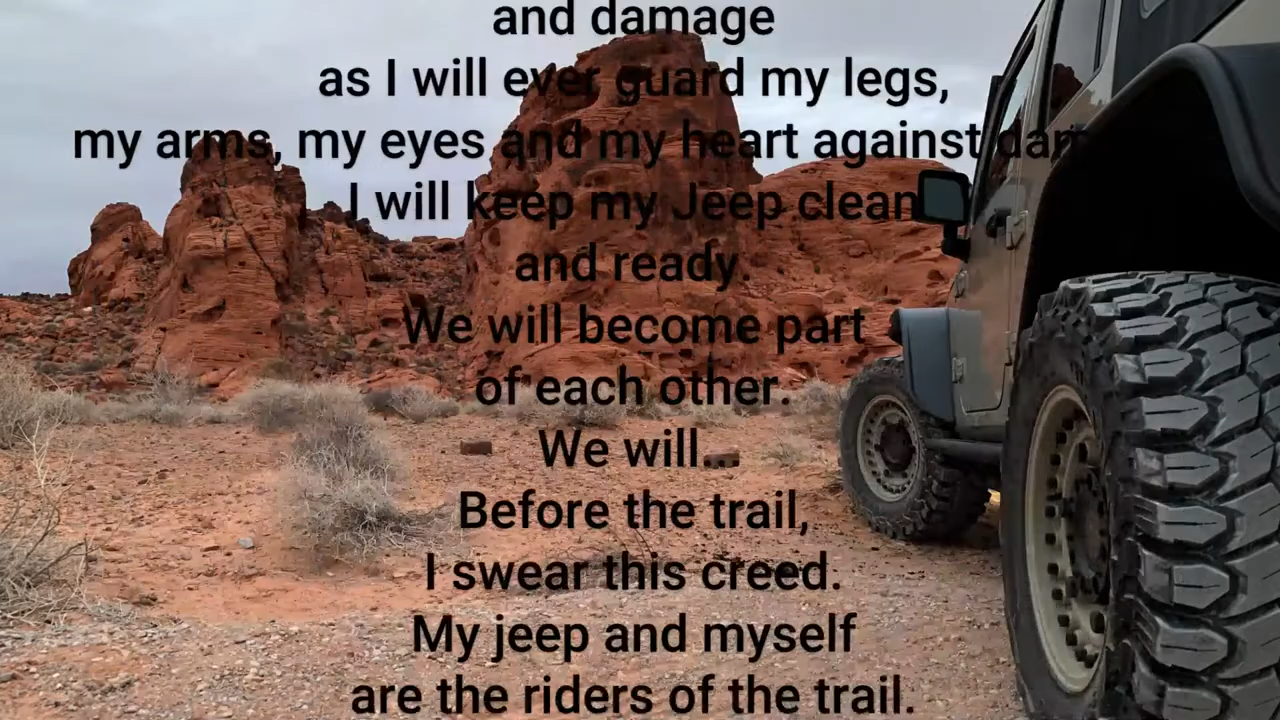 and damage
as I will ever guard my legs,
my arms, my eyes and my heart against
I will keep my Jeep clean
and ready.
We will become part
of each other.
We will...
Before the trail,
I swear this creed.
My jeep and myself
are the riders of the trail.